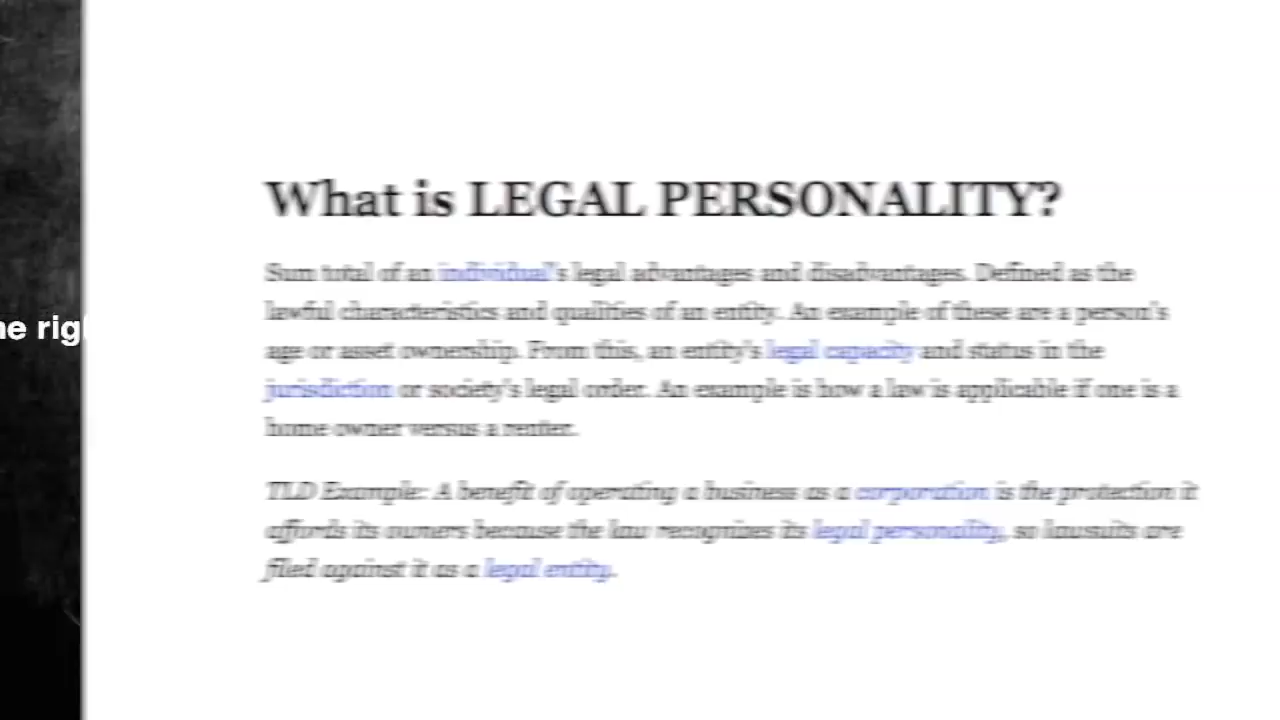 What is LEGAL PERSONALITY?
Sum total of an individual's legal advantages and disadvantages. Defined as the
lawful characteristics and qualities of an entity. An example of these are a person's
he righ
age or asset ownership. From this, an entity's legal capacity and status in the
jurisdiction or society's legal order. An example is how a law is applicable if one is a
home owner versus a renter.
TLD Example: A benefit of operating a business as a corporation is the protection it
affords its owners because the law recognizes its legal personality, so lawsuits are
filed against it as a legal entity.